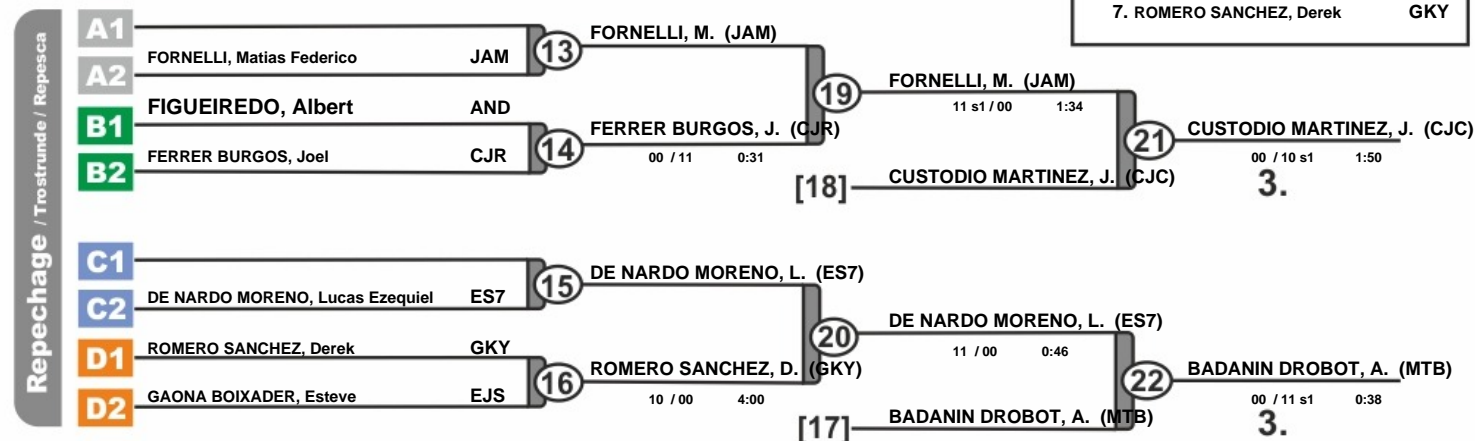 7. ROMERO SANCHEZ, Derek GKY
Repechage / Trostrunde / Repesca
A1
FORNELLI, Matias Federico JAM
A2
13
FORNELLI, M. (JAM)
B1
FIGUEIREDO, Albert AND
FERRER BURGOS, Joel CJR
B2
14
FERRER BURGOS, J. (CJR)
00 / 11 0:31
19
FORNELLI, M. (JAM)
11 s1 / 00 1:34
[18]
CUSTODIO MARTINEZ, J. (CJC)
21
CUSTODIO MARTINEZ, J. (CJC)
00 / 10 s1 1:50
3.
C1
C2
DE NARDO MORENO, Lucas Ezequiel ES7
15
DE NARDO MORENO, L. (ES7)
D1
ROMERO SANCHEZ, Derek GKY
D2
GAONA BOIXADER, Esteve EJS
16
ROMERO SANCHEZ, D. (GKY)
10 / 00 4:00
20
DE NARDO MORENO, L. (ES7)
11 / 00 0:46
[17]
BADANIN DROBOT, A. (MTB)
22
BADANIN DROBOT, A. (MTB)
00 / 11 s1 0:38
3.